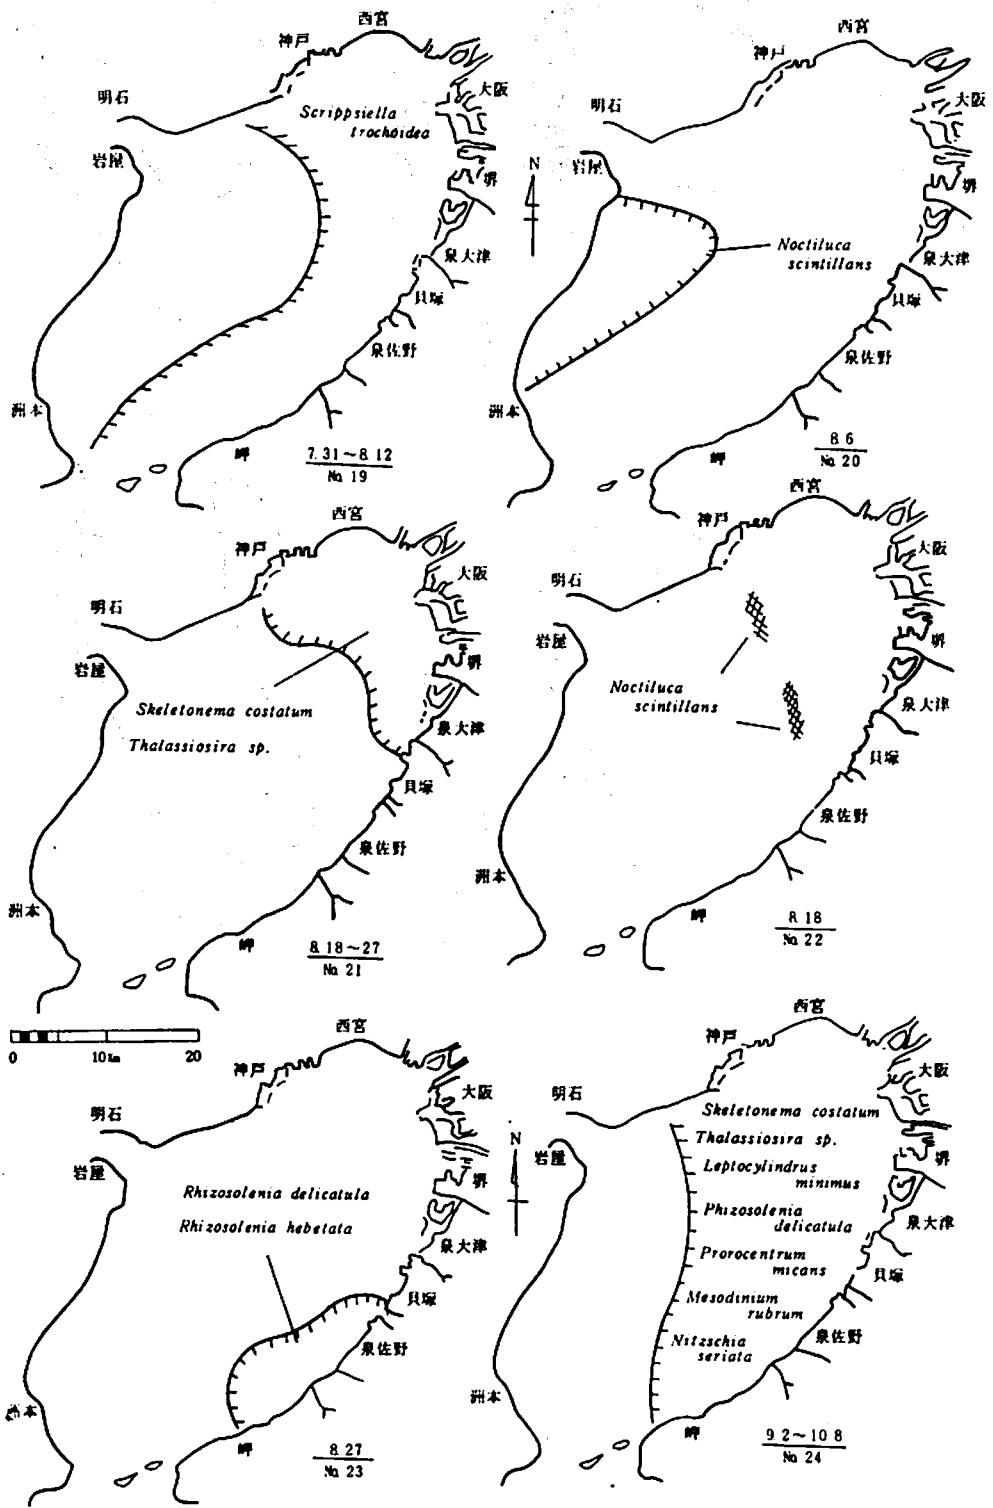 西宮
神戸
明石
大阪
Scrippsiella
trochoidea
岩屋
堺
泉大津
貝塚
泉佐野
洲本
岬
7.31~8.12
No.19
西宮
神戸
明石
大阪
N
岩屋
堺
Noctiluca
scintillans
泉大津
貝塚
泉佐野
洲本
岬
8.6
No.20
西宮
神戸
明石
大阪
岩屋
堺
Skeletonema costatum
Thalassiosira sp.
泉大津
貝塚
泉佐野
洲本
岬
8.18~27
No.21
西宮
神戸
明石
大阪
岩屋
堺
Noctiluca
scintillans
泉大津
貝塚
泉佐野
洲本
岬
8.18
No.22
0 10km 20
西宮
神戸
明石
大阪
岩屋
堺
Rhizosolenia delicatula
Rhizosolenia hebetata
泉大津
貝塚
泉佐野
洲本
岬
8.27
No.23
西宮
神戸
明石
大阪
N
岩屋
堺
Skeletonema costatum
Thalassiosira sp.
Leptocylindrus
minimus
Phizosolenia
delicatula
Prorocentrum
micans
Mesodinium
rubrum
Nitzschia
seriata
泉大津
貝塚
泉佐野
洲本
岬
9.2~10.8
No.24